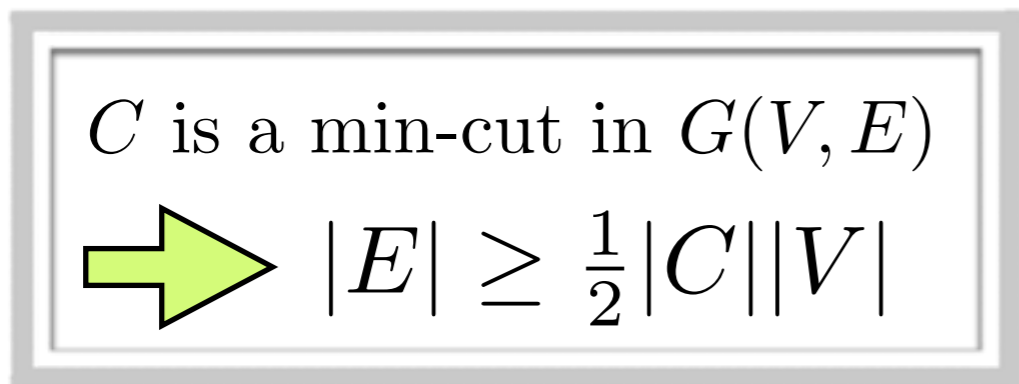 C is a min-cut in G(V, E)
|E| ≥ ½|C||V|